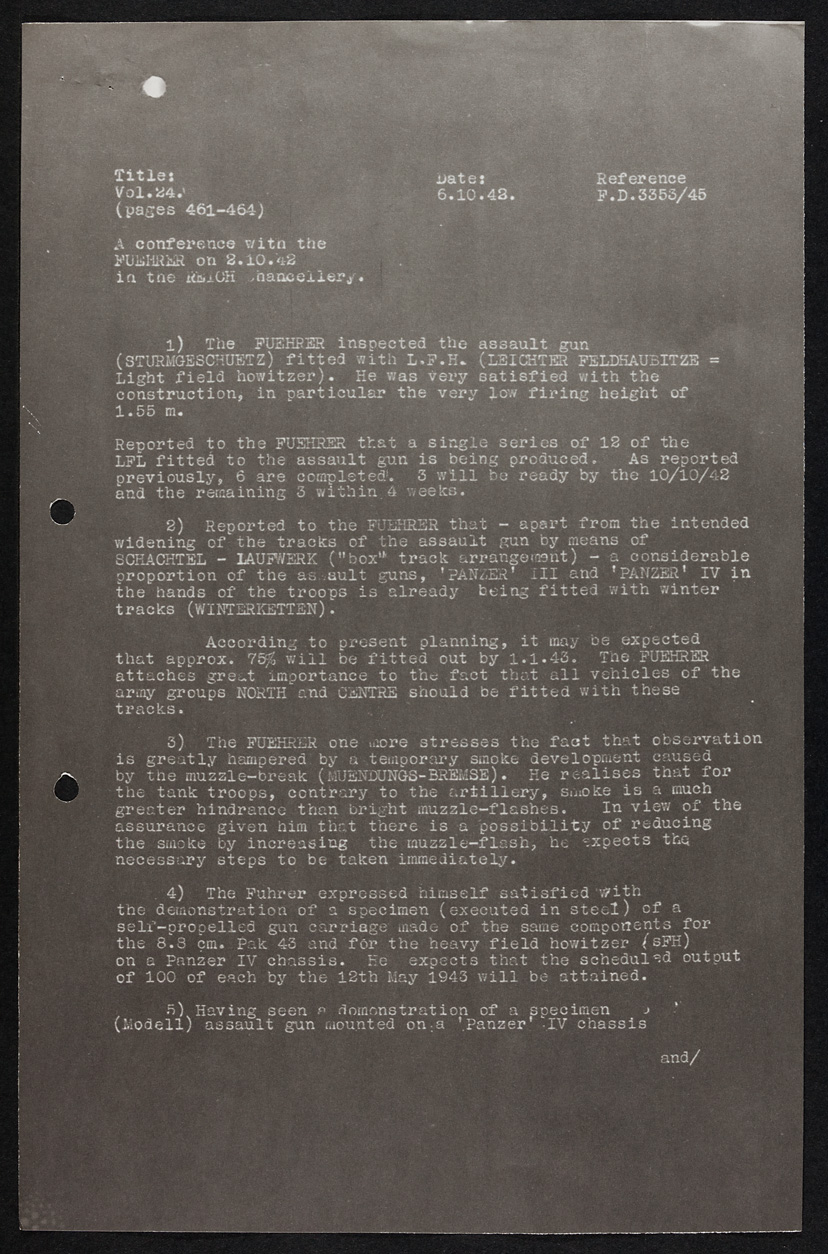 Title:
Vol.24.
(pages 461-464)
Date:
6.10.42.
Reference
F.D.3353/45
A conference with the
FUEHRER on 2.10.42
in the REICH Chancellery.
1) The FUEHRER inspected the assault gun
(STURMGESCHUETZ) fitted with L.F.H. (LEICHTER FELDHAUBITZE =
Light field howitzer). He was very satisfied with the
construction, in particular the very low firing height of
1.55 m.
Reported to the FUEHRER that a single series of 12 of the
LFL fitted to the assault gun is being produced. As reported
previously, 6 are completed. 3 will be ready by the 10/10/42
and the remaining 3 within 4 weeks.
2) Reported to the FUEHRER that - apart from the intended
widening of the tracks of the assault gun by means of
SCHACHTEL - LAUFWERK ("box" track arrangement) - a considerable
proportion of the assault guns, 'PANZER' III and 'PANZER' IV in
the hands of the troops is already being fitted with winter
tracks (WINTERKETTEN).
According to present planning, it may be expected
that approx. 75% will be fitted out by 1.1.43. The FUEHRER
attaches great importance to the fact that all vehicles of the
army groups NORTH and CENTRE should be fitted with these
tracks.
3) The FUEHRER one more stresses the fact that observation
is greatly hampered by a temporary smoke development caused
by the muzzle-break (MUENDUNGS-BREMSE). He realises that for
the tank troops, contrary to the artillery, smoke is a much
greater hindrance than bright muzzle-flashes. In view of the
assurance given him that there is a possibility of reducing
the smoke by increasing the muzzle-flash, he expects the
necessary steps to be taken immediately.
4) The Fuhrer expressed himself satisfied with
the demonstration of a specimen (executed in steel) of a
self-propelled gun carriage made of the same components for
the 8.8 cm. Pak 43 and for the heavy field howitzer (sFH)
on a Panzer IV chassis. He expects that the scheduled output
of 100 of each by the 12th May 1943 will be attained.
5) Having seen a domonstration of a specimen
(Modell) assault gun mounted on a 'Panzer' IV chassis
and/